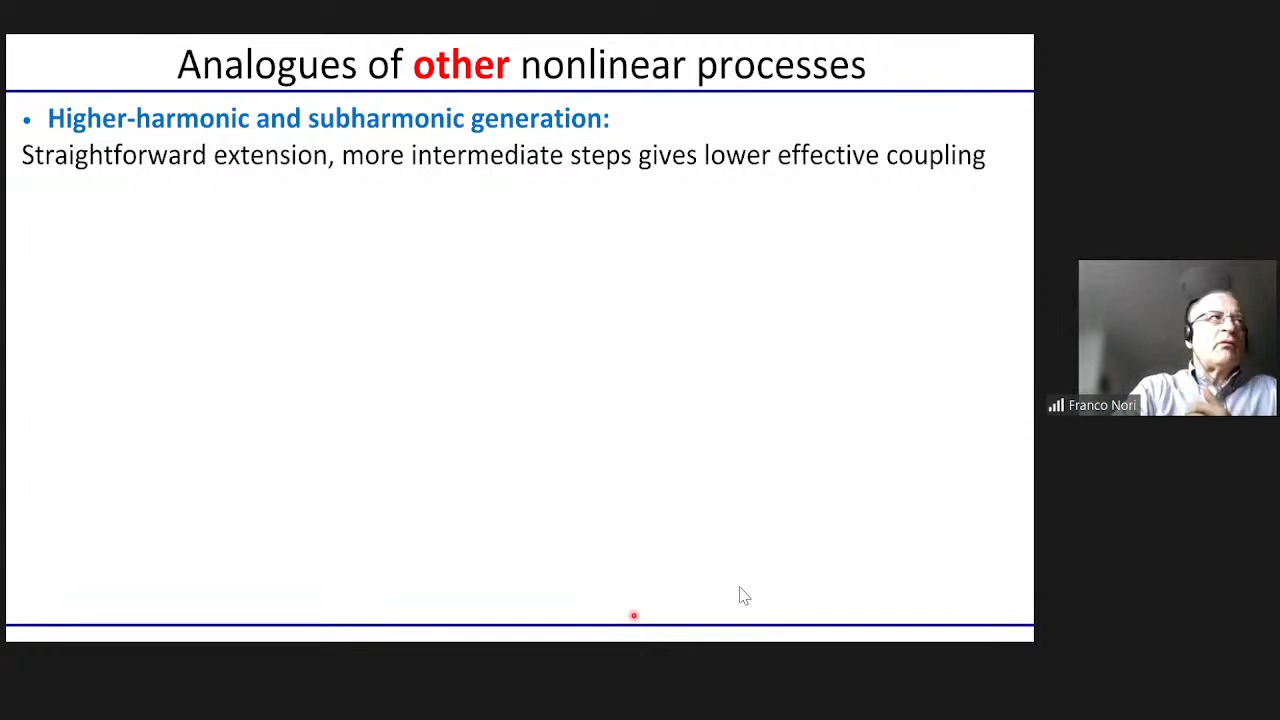 Analogues of other nonlinear processes
• Higher-harmonic and subharmonic generation:
Straightforward extension, more intermediate steps gives lower effective coupling
Franco Nori